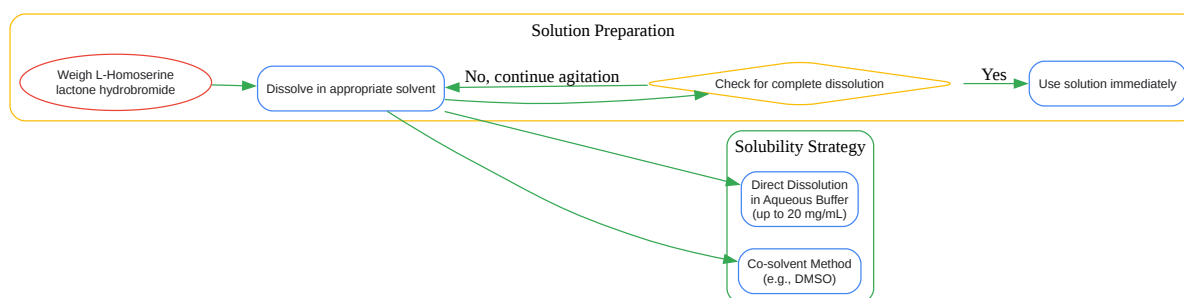 Solution Preparation
Weigh L-Homoserine
lactone hydrobromide
Dissolve in appropriate solvent
No, continue agitation
Check for complete dissolution
Yes
Use solution immediately
Solubility Strategy
Direct Dissolution
in Aqueous Buffer
(up to 20 mg/mL)
Co-solvent Method
(e.g., DMSO)